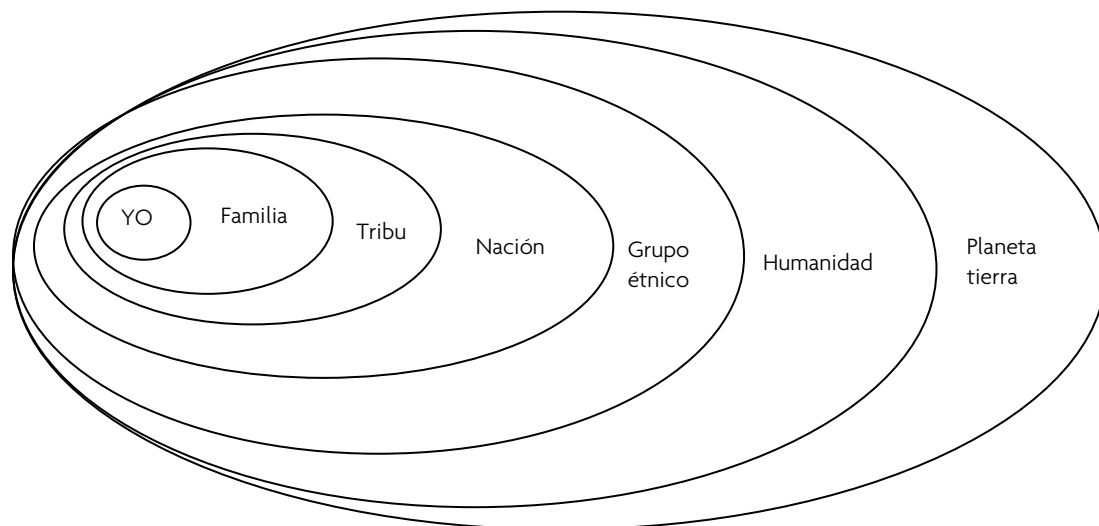 YO
Familia
Tribu
Nación
Grupo
étnico
Humanidad
Planeta
tierra